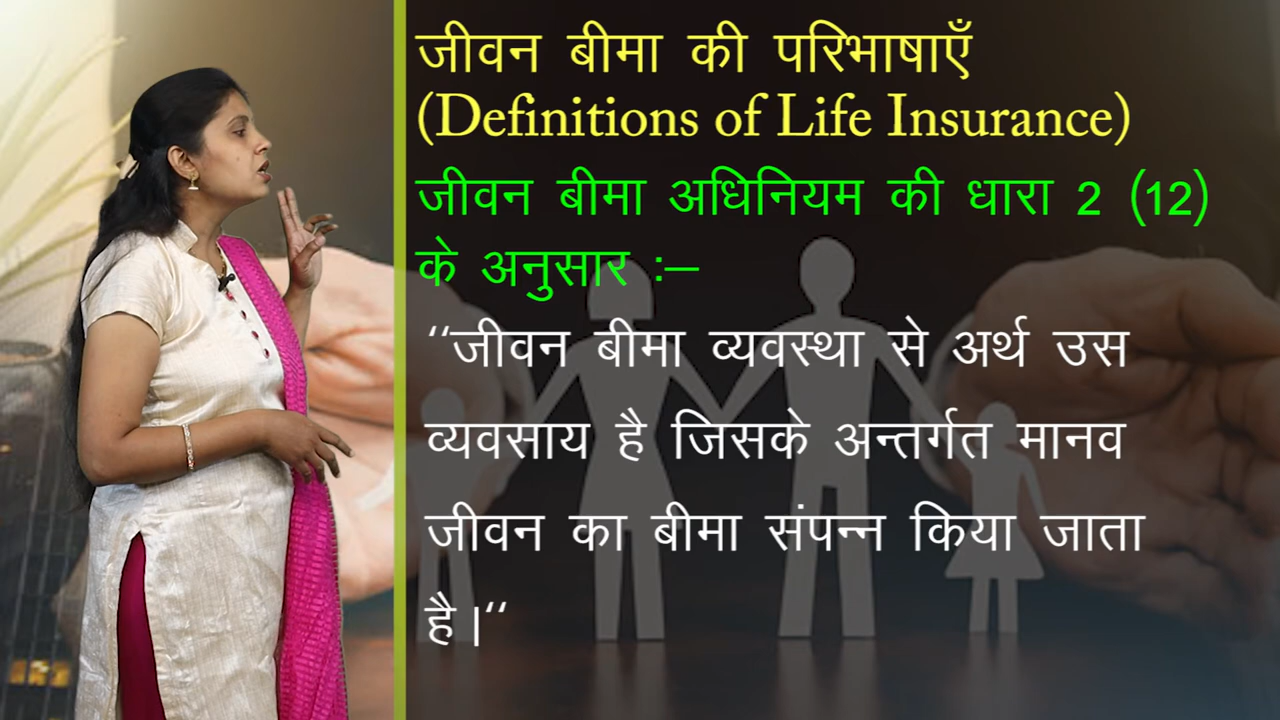 जीवन बीमा की परिभाषाएँ
(Definitions of Life Insurance)
जीवन बीमा अधिनियम की धारा 2 (12)
के अनुसार :–
‘‘जीवन बीमा व्यवस्था से अर्थ उस
व्यवसाय है जिसके अन्तर्गत मानव
जीवन का बीमा संपन्न किया जाता
है।‘‘